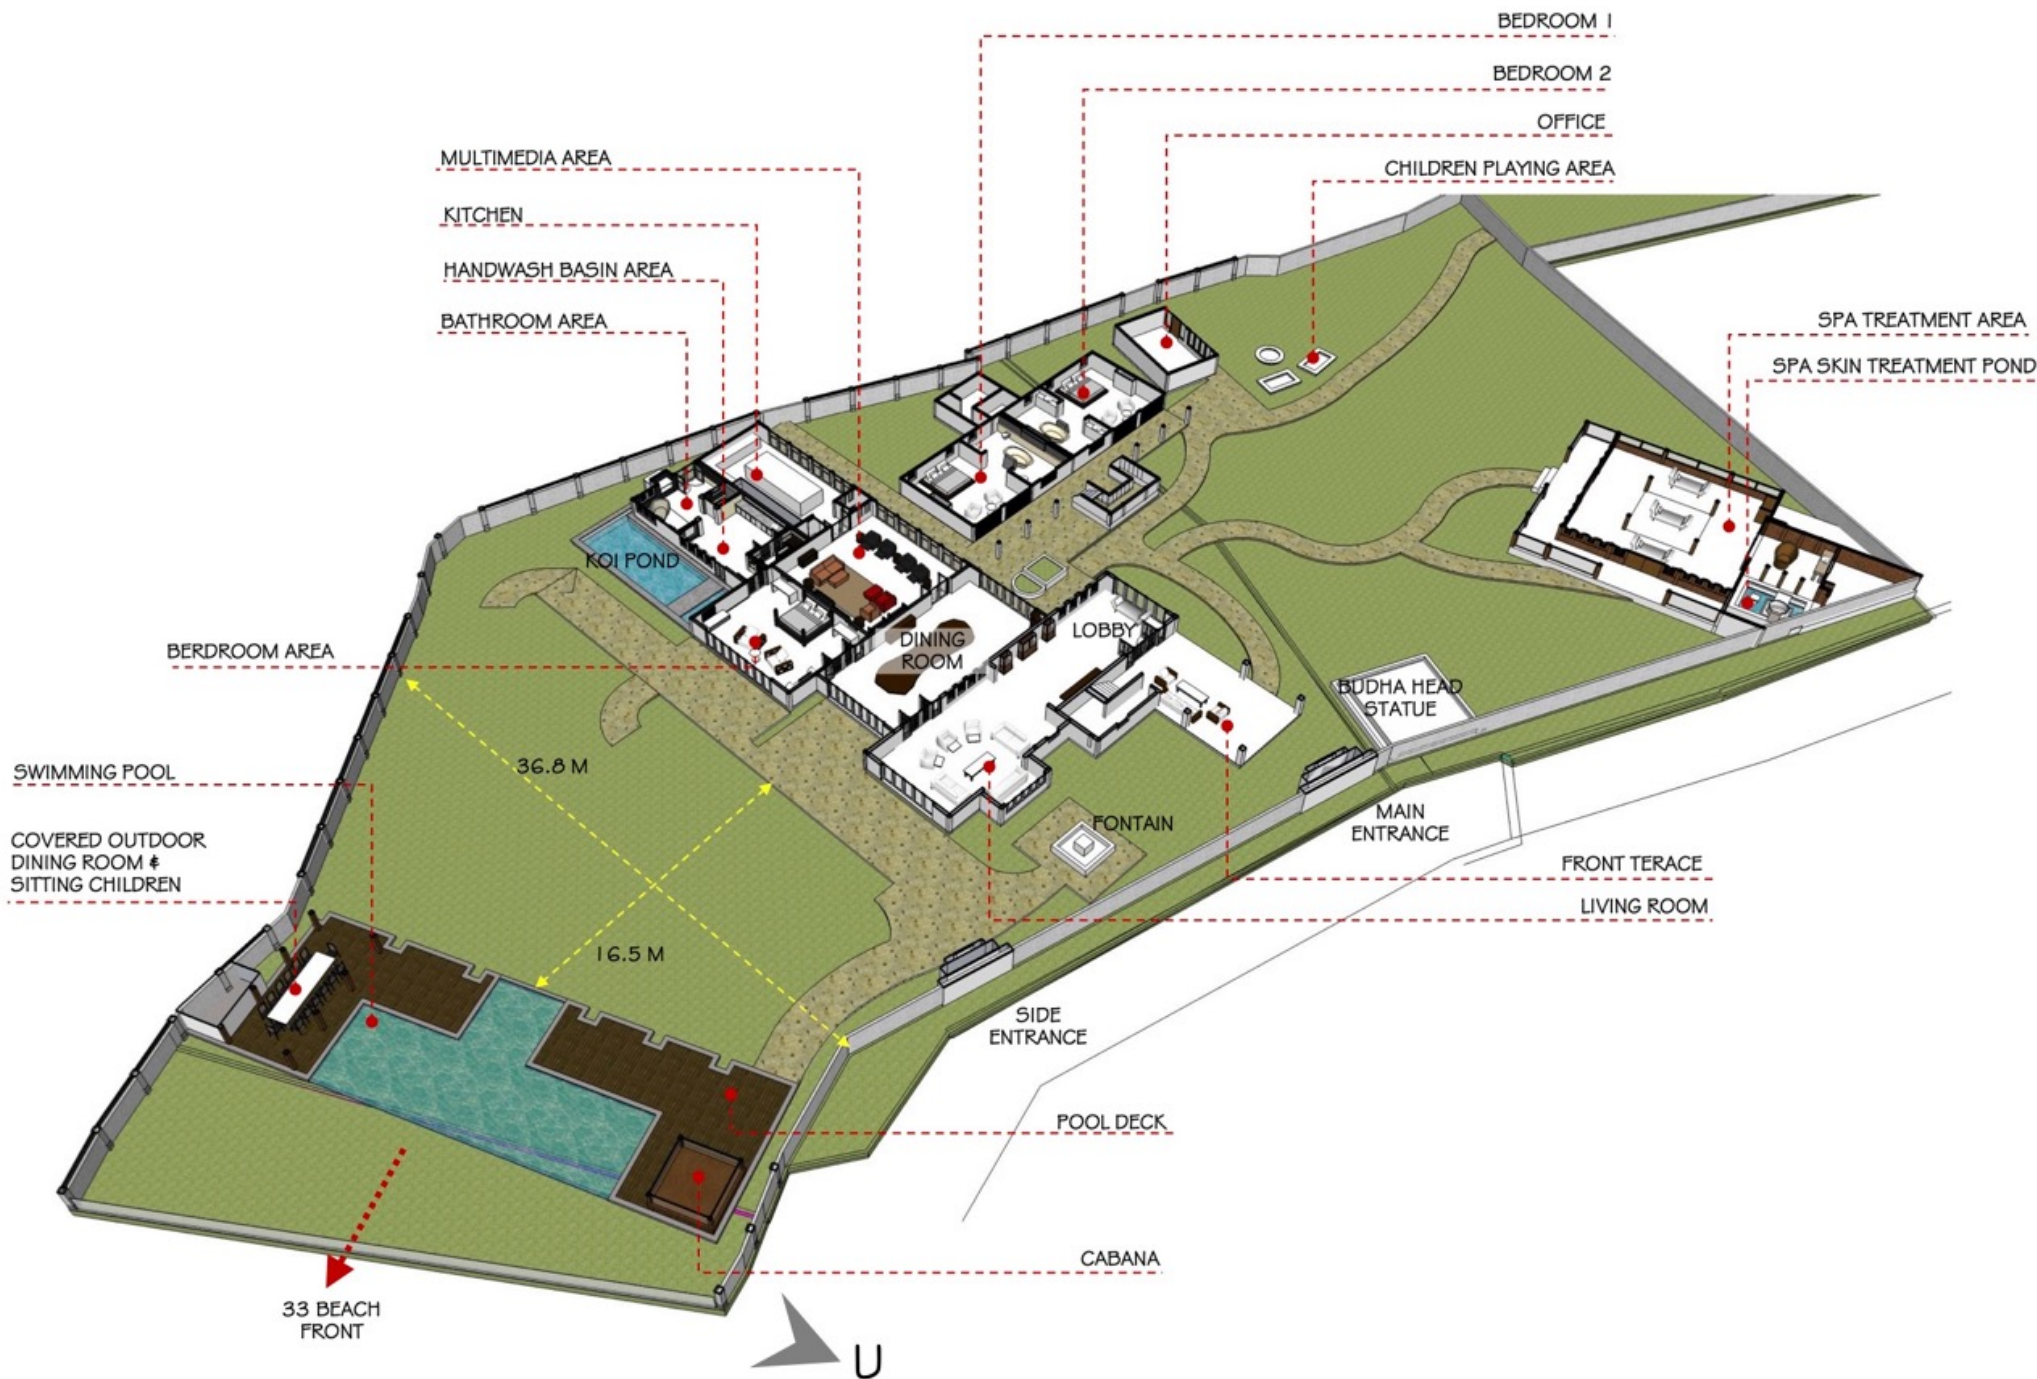 BEDROOM 1
BEDROOM 2
OFFICE
CHILDREN PLAYING AREA
MULTIMEDIA AREA
KITCHEN
HANDWASH BASIN AREA
BATHROOM AREA
SPA TREATMENT AREA
SPA SKIN TREATMENT POND
KOI POND
LOBBY
DINING
ROOM
BERDROOM AREA
BUDHA HEAD
STATUE
36.8 M
SWIMMING POOL
COVERED OUTDOOR
DINING ROOM &
SITTING CHILDREN
FONTAIN
MAIN
ENTRANCE
FRONT TERACE
LIVING ROOM
16.5 M
SIDE
ENTRANCE
POOL DECK
CABANA
33 BEACH
FRONT
U